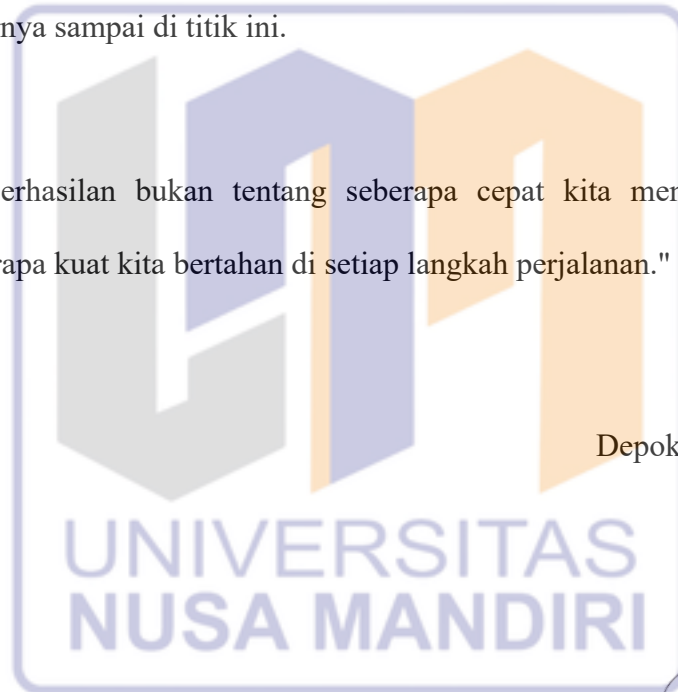 nya sampai di titik ini.
erhasilan bukan tentang seberapa cepat kita mer
rapa kuat kita bertahan di setiap langkah perjalanan."
Depok
UNIVERSITAS
NUSA MANDIRI